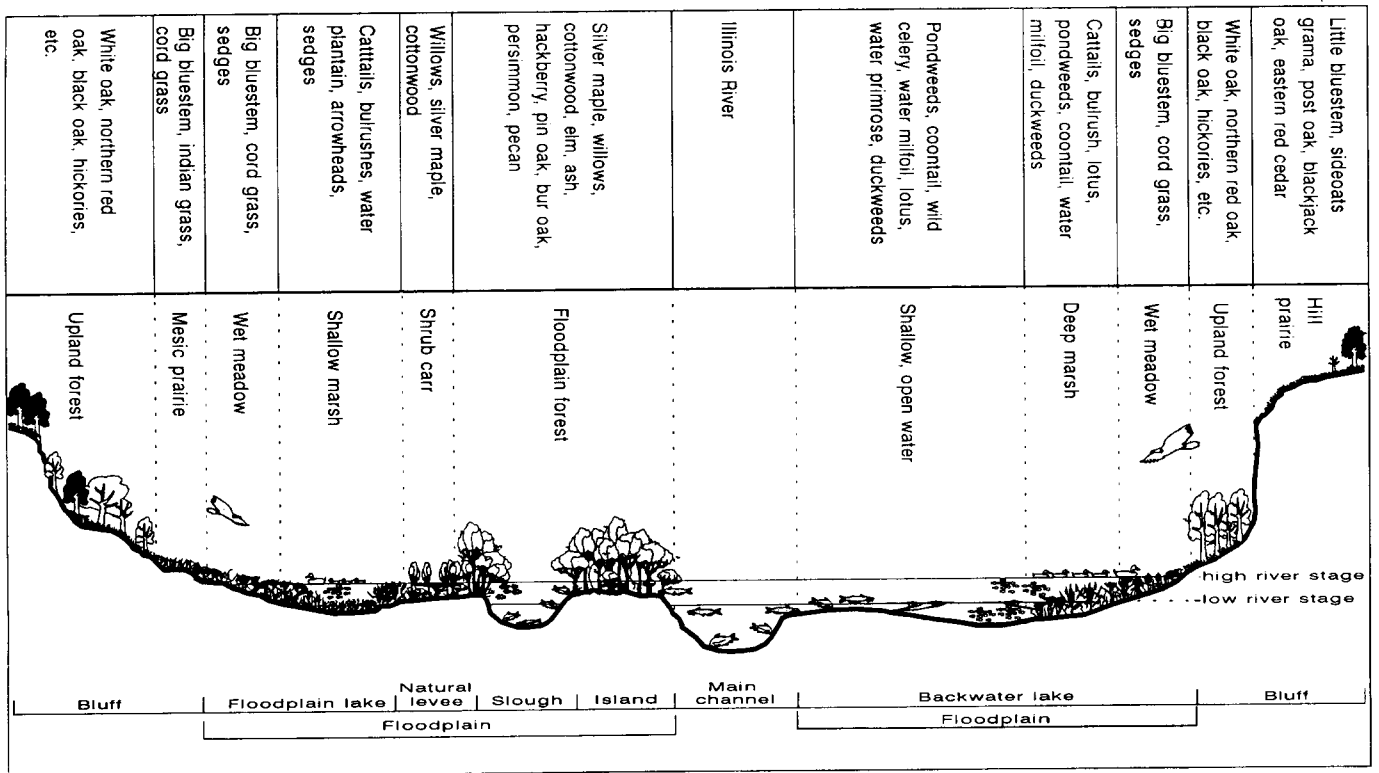 White oak, northern red
oak, black oak, hickories,
etc.
Big bluestem, indian grass,
cord grass
Big bluestem, cord grass,
sedges
Catttails, bulrushes, water
plantain, arrowheads,
sedges
Willows, silver maple,
cottonwood
Silver maple, willows,
cottonwood, elm, ash,
hackberry, pin oak, bur oak,
persimmon, pecan
Illinois River
Pondweeds, coontail, wild
celery, water milfoil, lotus,
water primrose, duckweeds
Cattails, bulrush, lotus,
pondweeds, coontail, water
milfoil, duckweeds
Big bluestem, cord grass,
sedges
White oak, northern red oak,
black oak, hickories, etc.
Little bluestem, sideoats
grama, post oak, blackjack
oak, eastern red cedar
Upland forest
Mesic prairie
Wet meadow
Shallow marsh
Shrub carr
Floodplain forest
Shallow, open water
Deep marsh
Wet meadow
Upland forest
Hill
prairie
high river stage
low river stage
Bluff
Floodplain lake
Natural
levee
Slough
Island
Main
channel
Backwater lake
Bluff
Floodplain
Floodplain